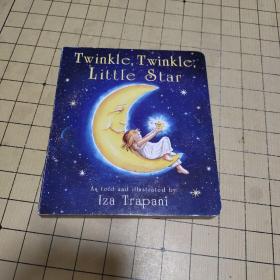 Twinkle, Twinkle,
Little Star
As told and illustrated by
Iza Trapani